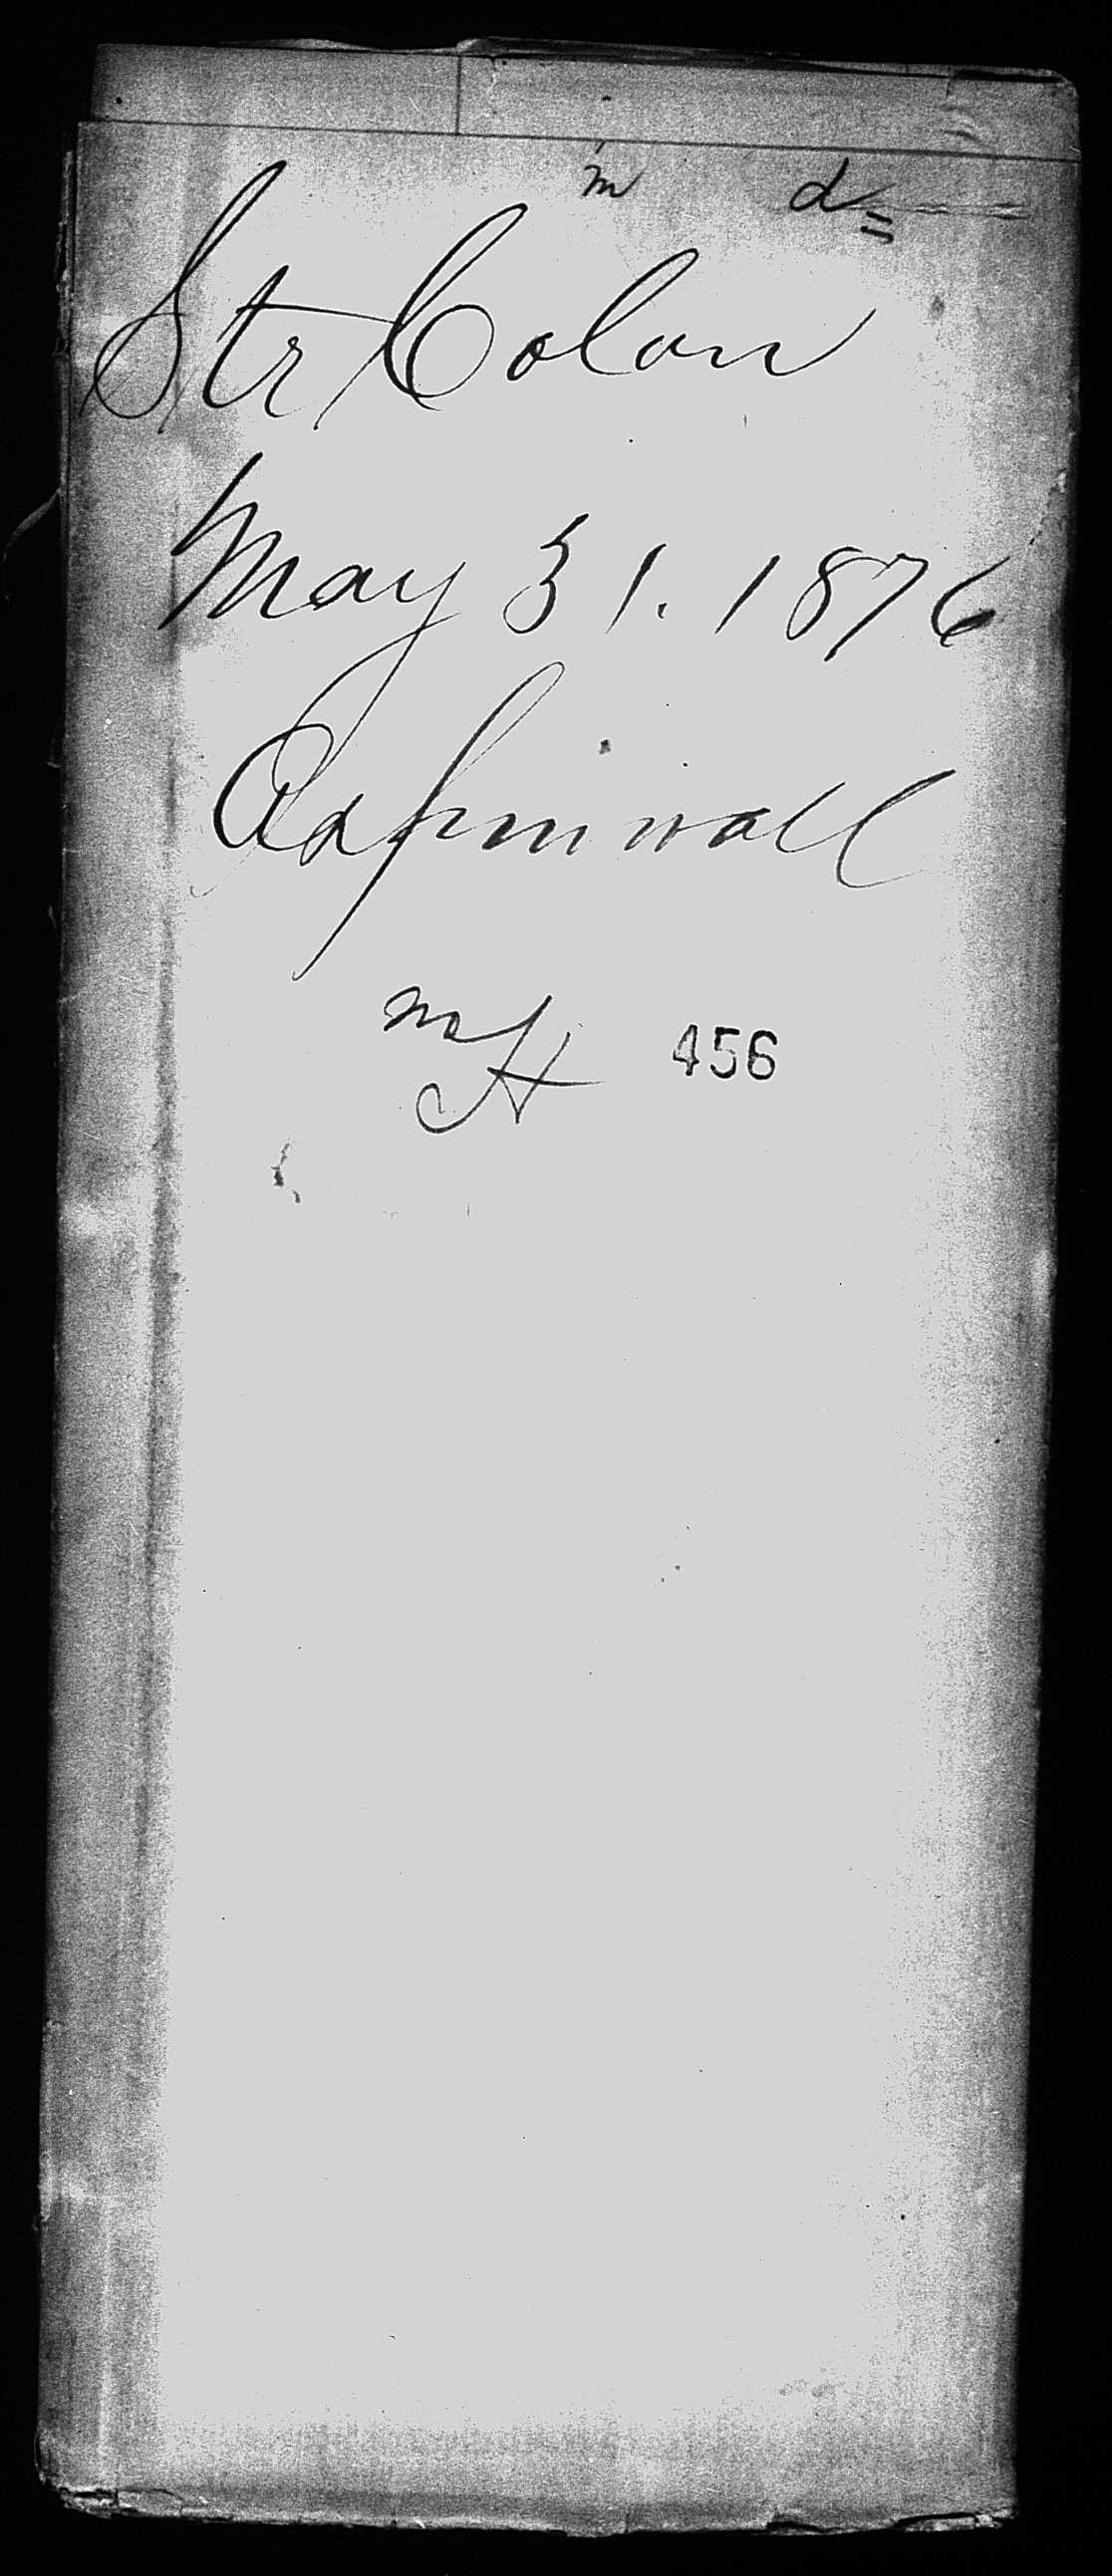 m d=
Str Colon
May 31. 1876
Aspinwall
456